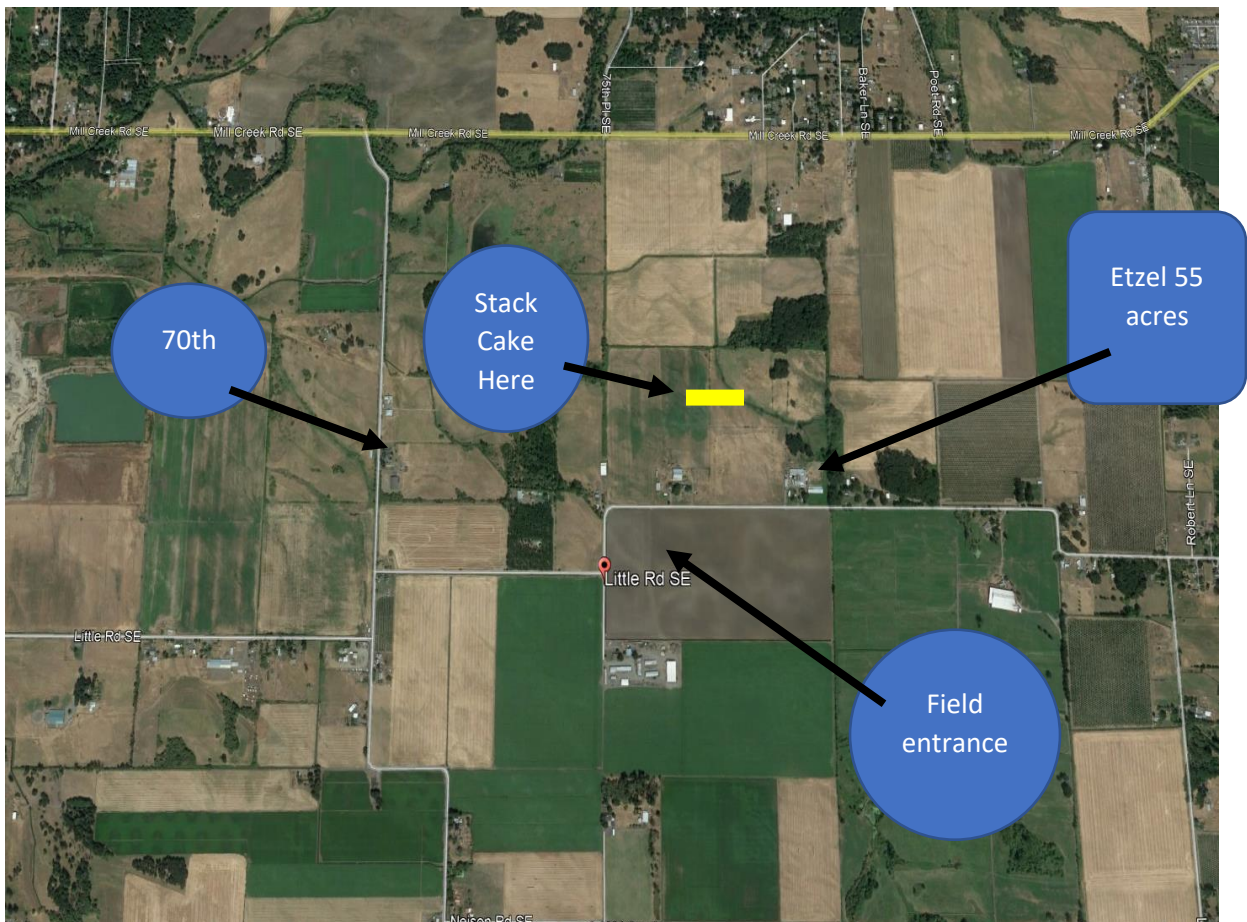 75th Pl SE
Baker Ln SE
Poet Rd SE
Mill Creek Rd SE
Mill Creek Rd SE
Mill Creek Rd SE
Mill Creek Rd SE
Mill Creek Rd SE
70th
Stack
Cake
Here
Etzel 55
acres
Robert Ln SE
Little Rd SE
Little Rd SE
Field
entrance
Nelson Rd SE